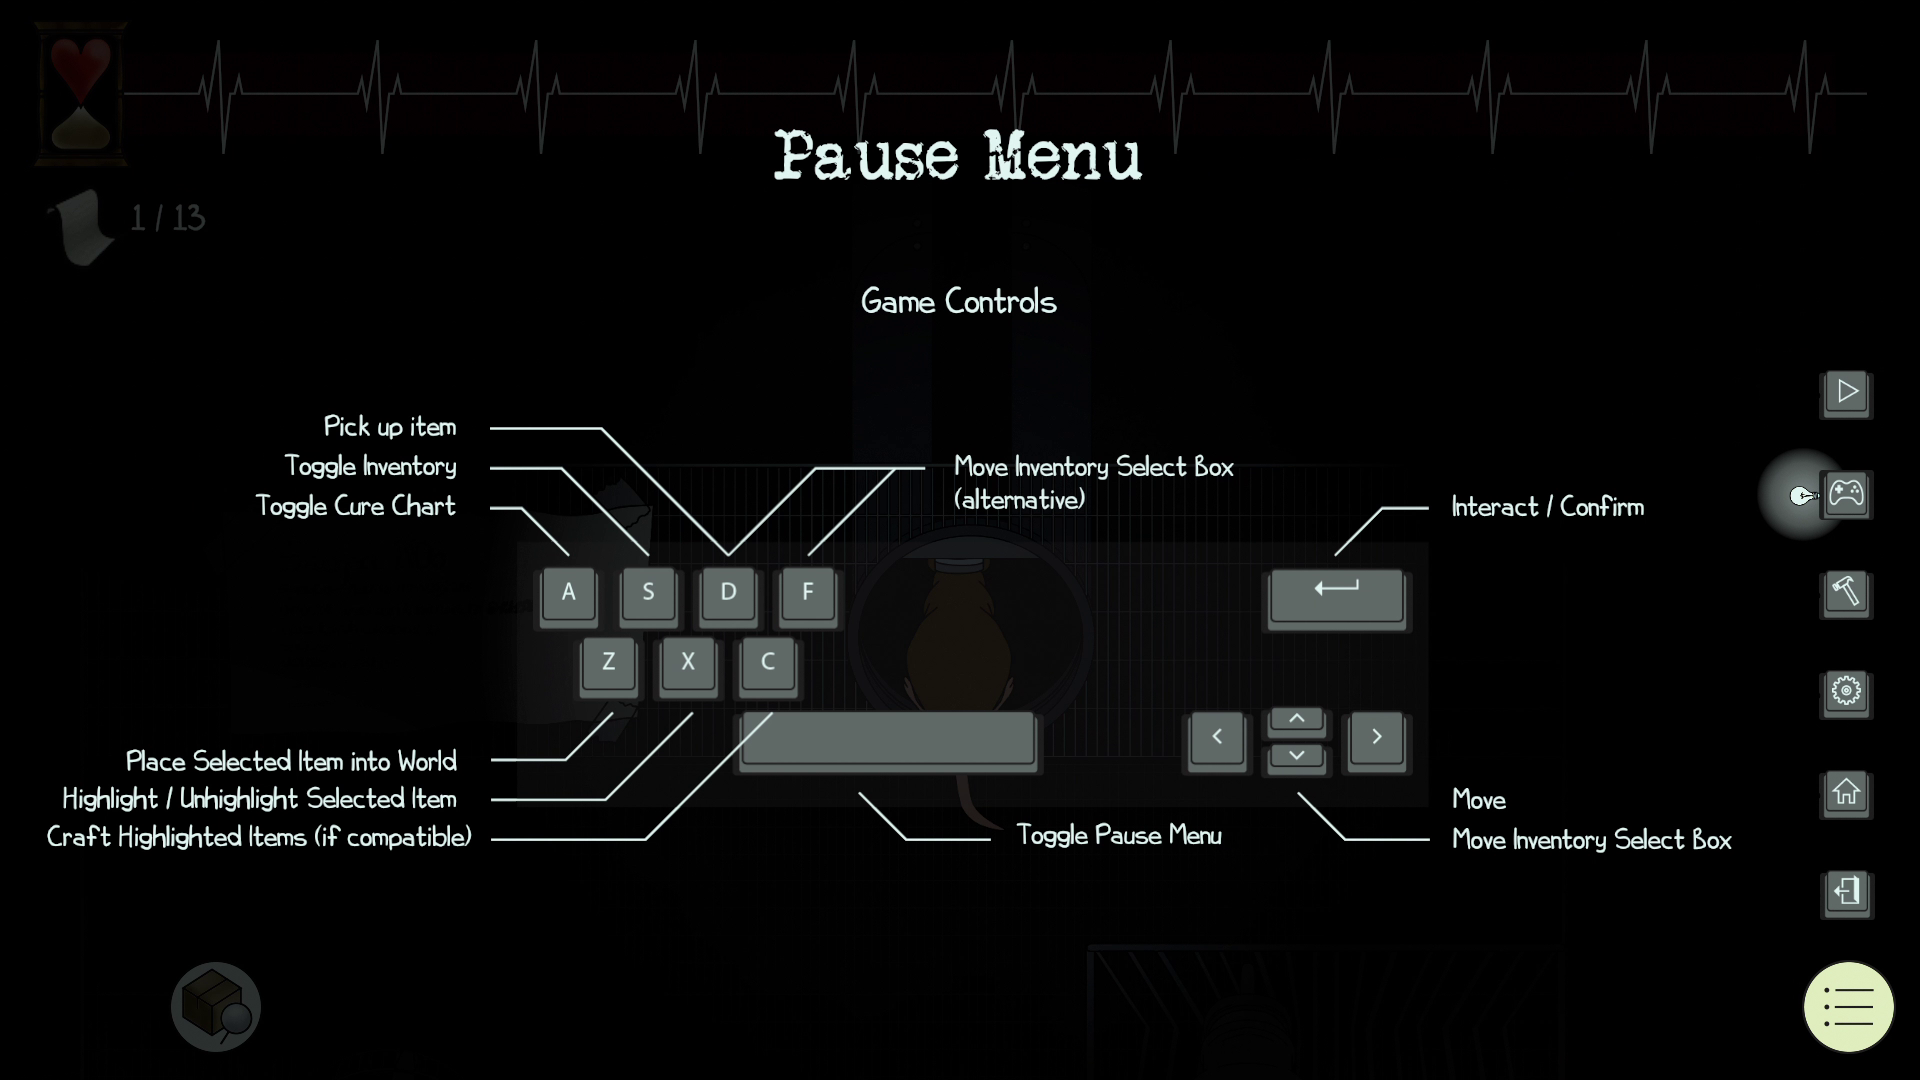 Pause Menu
1 / 13
Game Controls
Pick up item
Toggle Inventory
Toggle Cure Chart
Move Inventory Select Box
(alternative)
Interact / Confirm
A
S
D
F
Z
X
C
Place Selected Item into World
Highlight / Unhighlight Selected Item
Craft Highlighted Items (if compatible)
Toggle Pause Menu
Move
Move Inventory Select Box